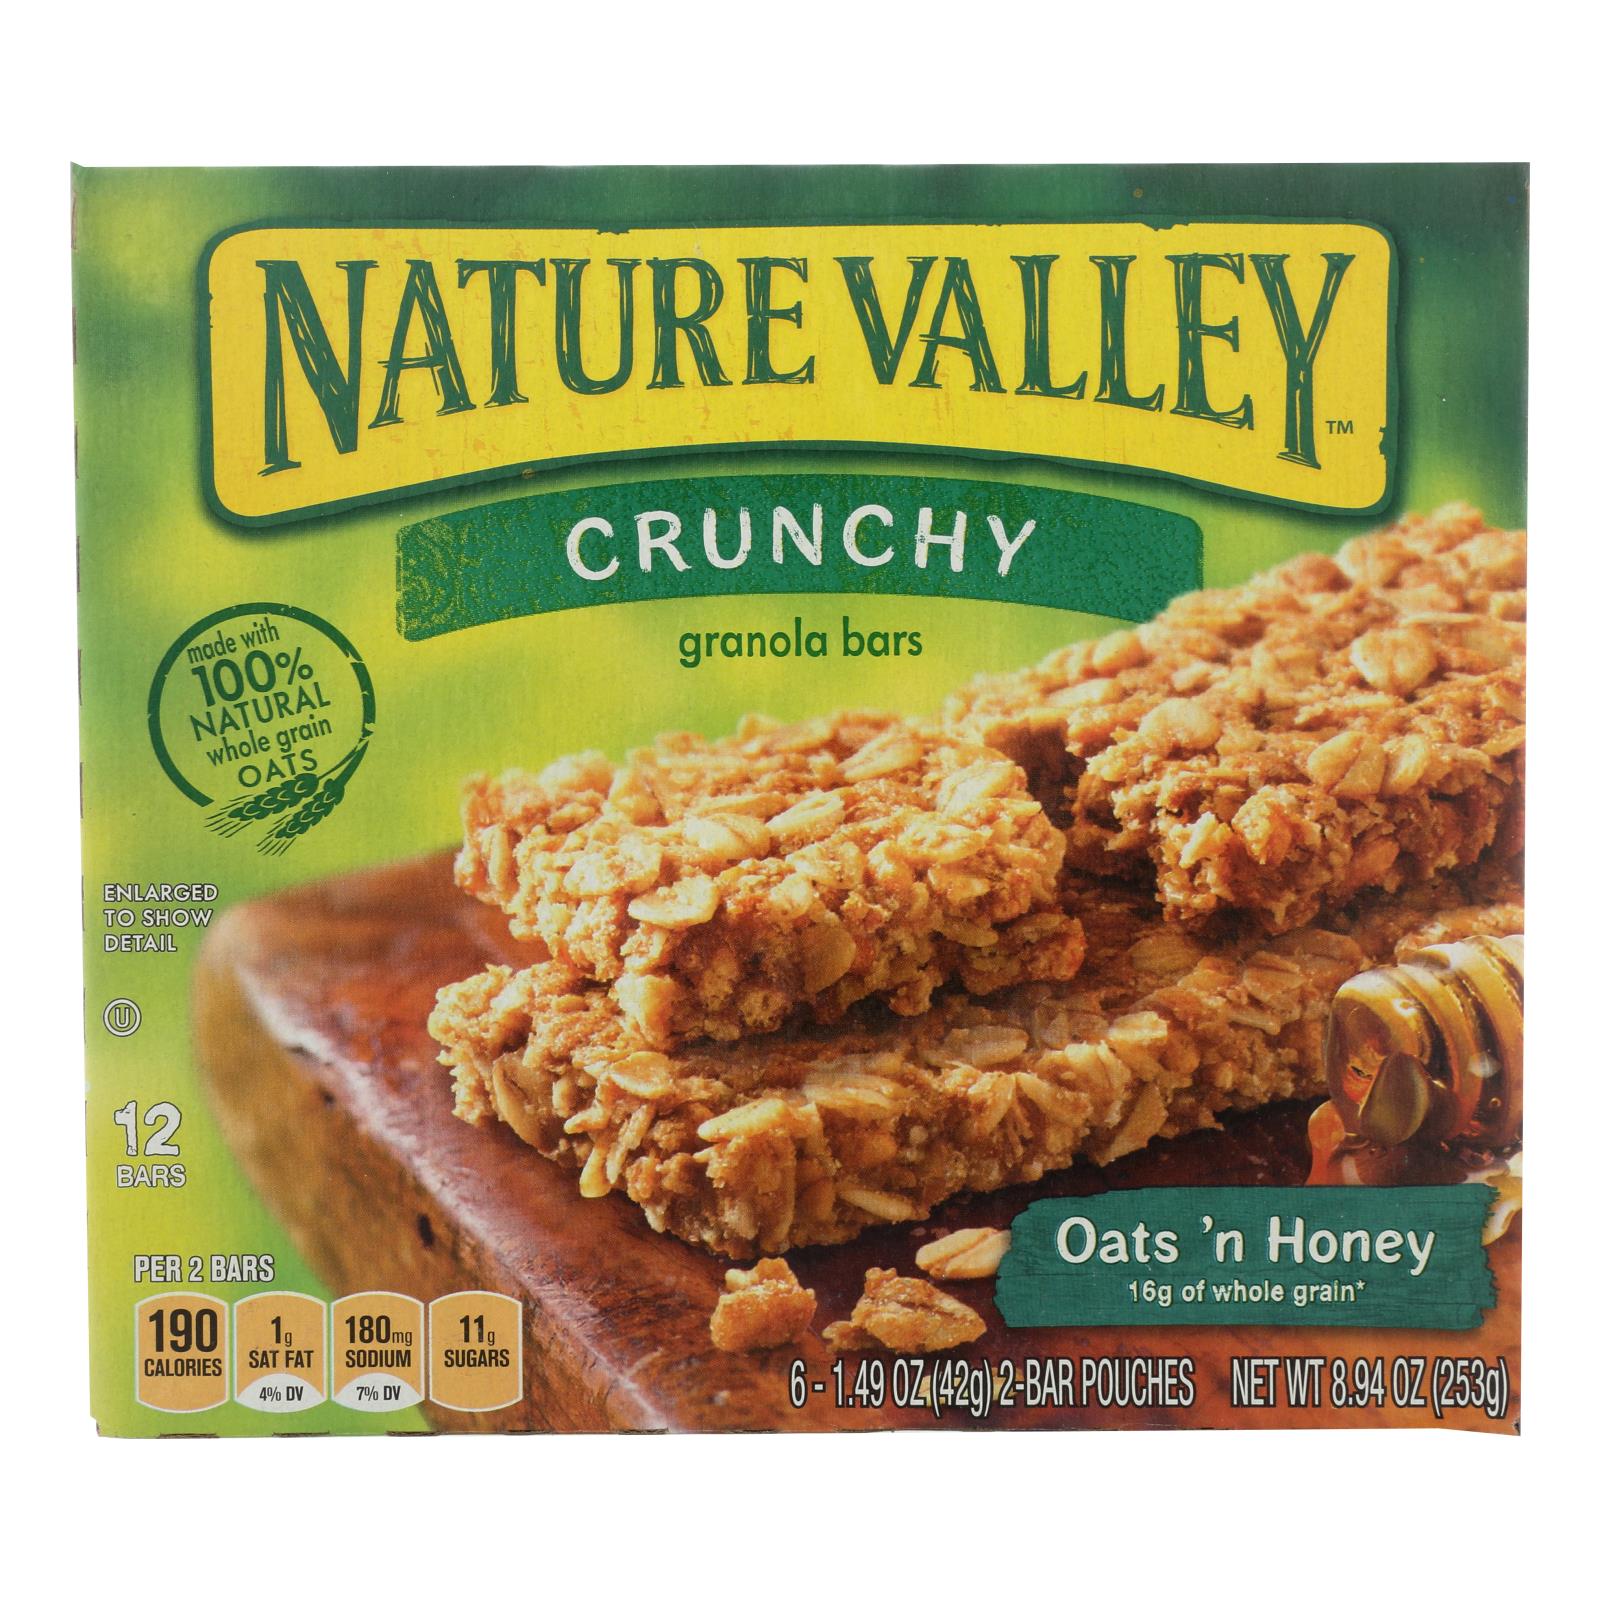 NATURE VALLEY™
CRUNCHY
granola bars
made with
100%
NATURAL
whole grain
OATS
ENLARGED
TO SHOW
DETAIL
U
12
BARS
PER 2 BARS
190
CALORIES
1g
SAT FAT
4% DV
180mg
SODIUM
7% DV
11g
SUGARS
Oats 'n Honey
16g of whole grain*
6 - 1.49 OZ (42g) 2-BAR POUCHES NET WT 8.94 OZ (253g)